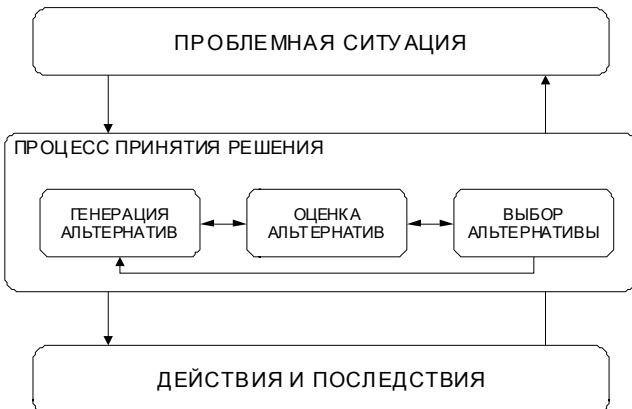 ПРОБЛЕМНАЯ СИТУАЦИЯ
ПРОЦЕСС ПРИНЯТИЯ РЕШЕНИЯ
ГЕНЕРАЦИЯ
АЛЬТЕРНАТИВ
ОЦЕНКА
АЛЬТЕРНАТИВ
ВЫБОР
АЛЬТЕРНАТИВЫ
ДЕЙСТВИЯ И ПОСЛЕДСТВИЯ